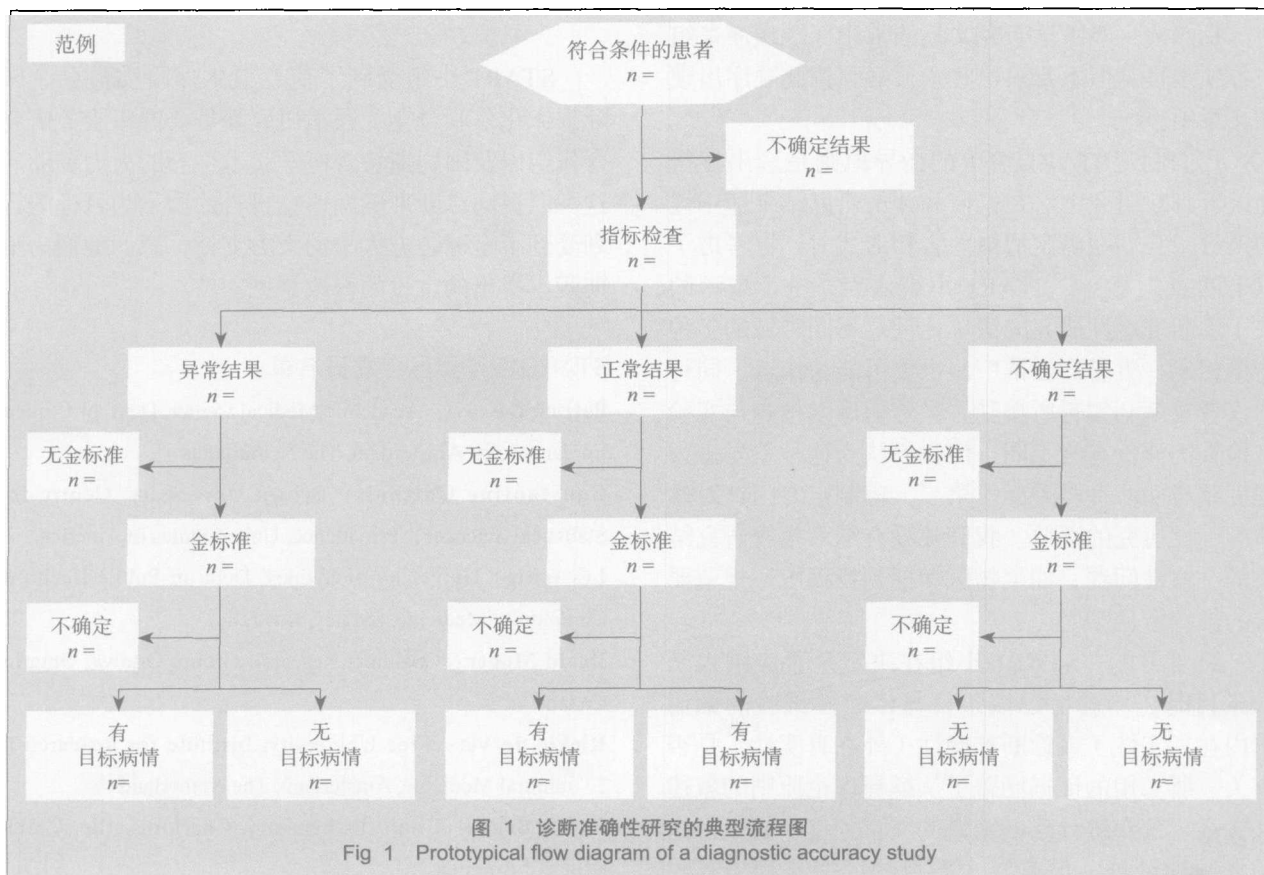 范例
符合条件的患者
n=
不确定结果
n=
指标检查
n=
异常结果
n=
正常结果
n=
不确定结果
n=
无金标准
n=
无金标准
n=
无金标准
n=
金标准
n=
金标准
n=
金标准
n=
不确定
n=
不确定
n=
不确定
n=
有
目标病情
n=
无
目标病情
n=
有
目标病情
n=
有
目标病情
n=
无
目标病情
n=
无
目标病情
n=
图 1 诊断准确性研究的典型流程图
Fig 1 Prototypical flow diagram of a diagnostic accuracy study